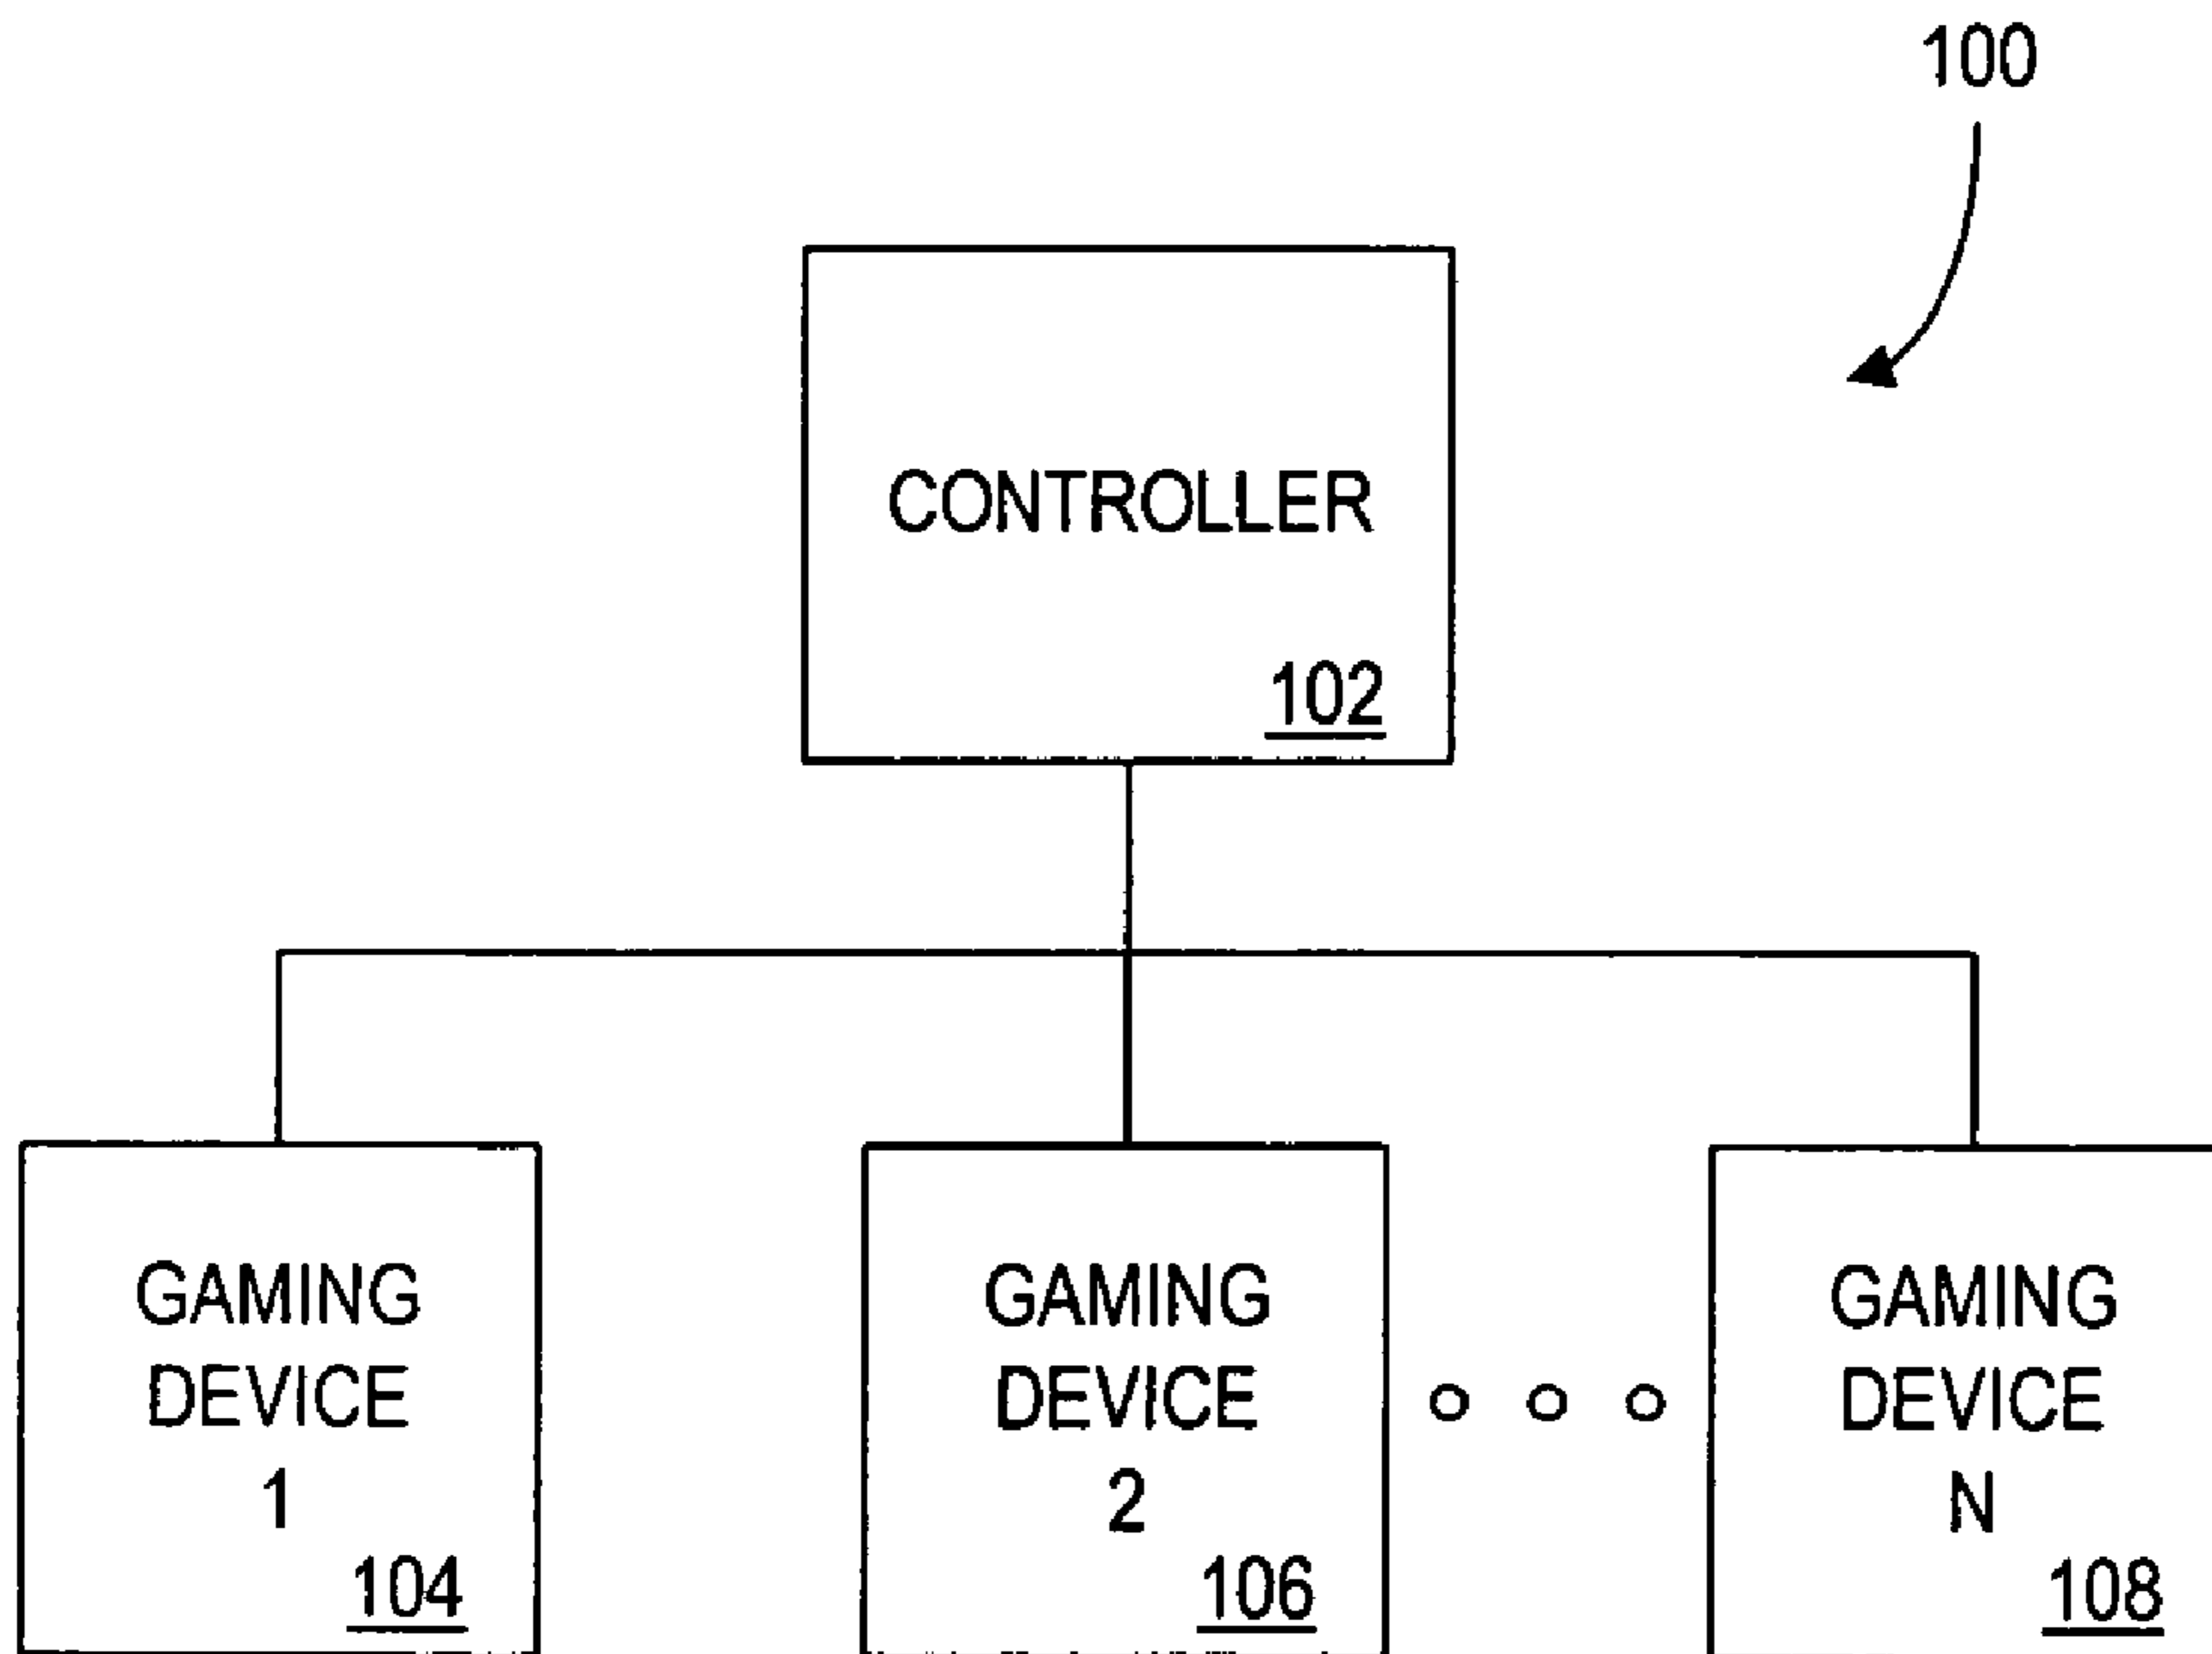 100
CONTROLLER
102
GAMING
DEVICE
1
104
GAMING
DEVICE
2
106
GAMING
DEVICE
N
108